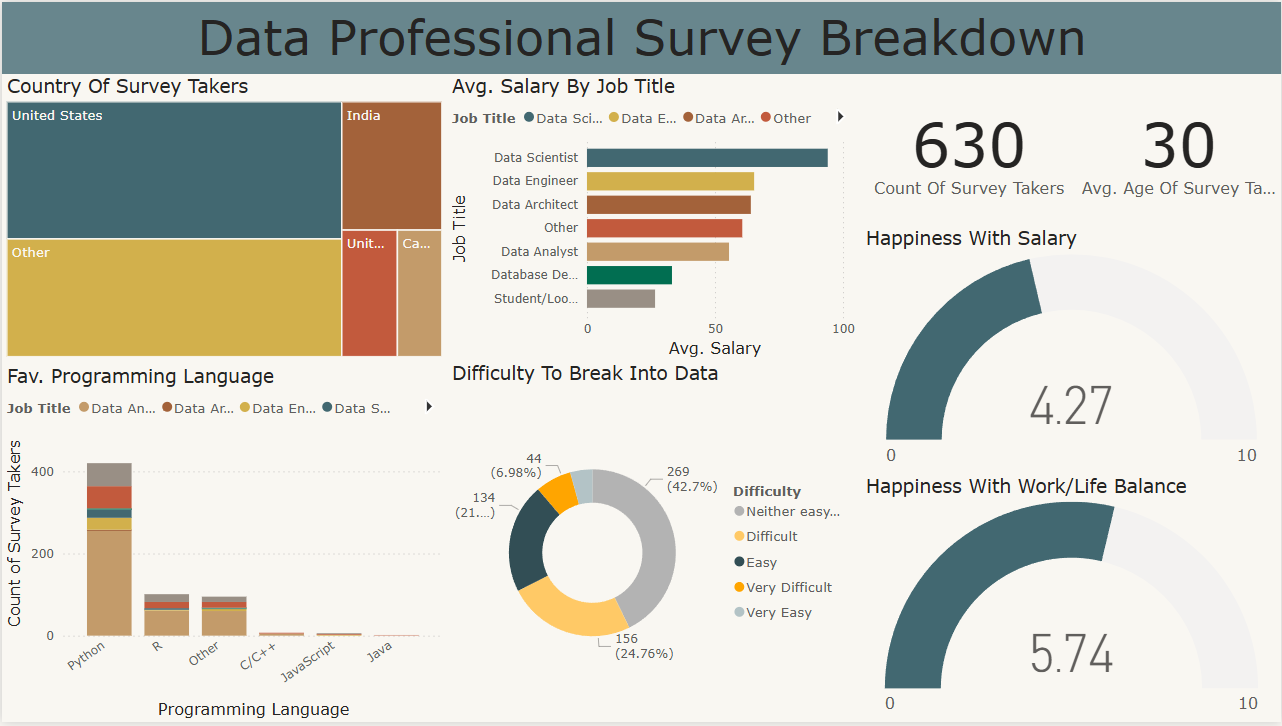 Data Professional Survey Breakdown
Country Of Survey Takers
United States
India
Other
Unit...
Ca...
Avg. Salary By Job Title
Job Title Data Sci... Data E... Data Ar... Other
Job Title
Data Scientist
Data Engineer
Data Architect
Other
Data Analyst
Database De...
Student/Loo...
0 50 100
Avg. Salary
630
Count Of Survey Takers
30
Avg. Age Of Survey Ta...
Happiness With Salary
4.27
0 10
Fav. Programming Language
Job Title Data An... Data Ar... Data En... Data S...
Count of Survey Takers
400
200
0
Python R Other C/C++ JavaScript Java
Programming Language
Difficulty To Break Into Data
44
(6.98%)
269
(42.7%)
134
(21....)
156
(24.76%)
Difficulty
Neither easy...
Difficult
Easy
Very Difficult
Very Easy
Happiness With Work/Life Balance
5.74
0 10